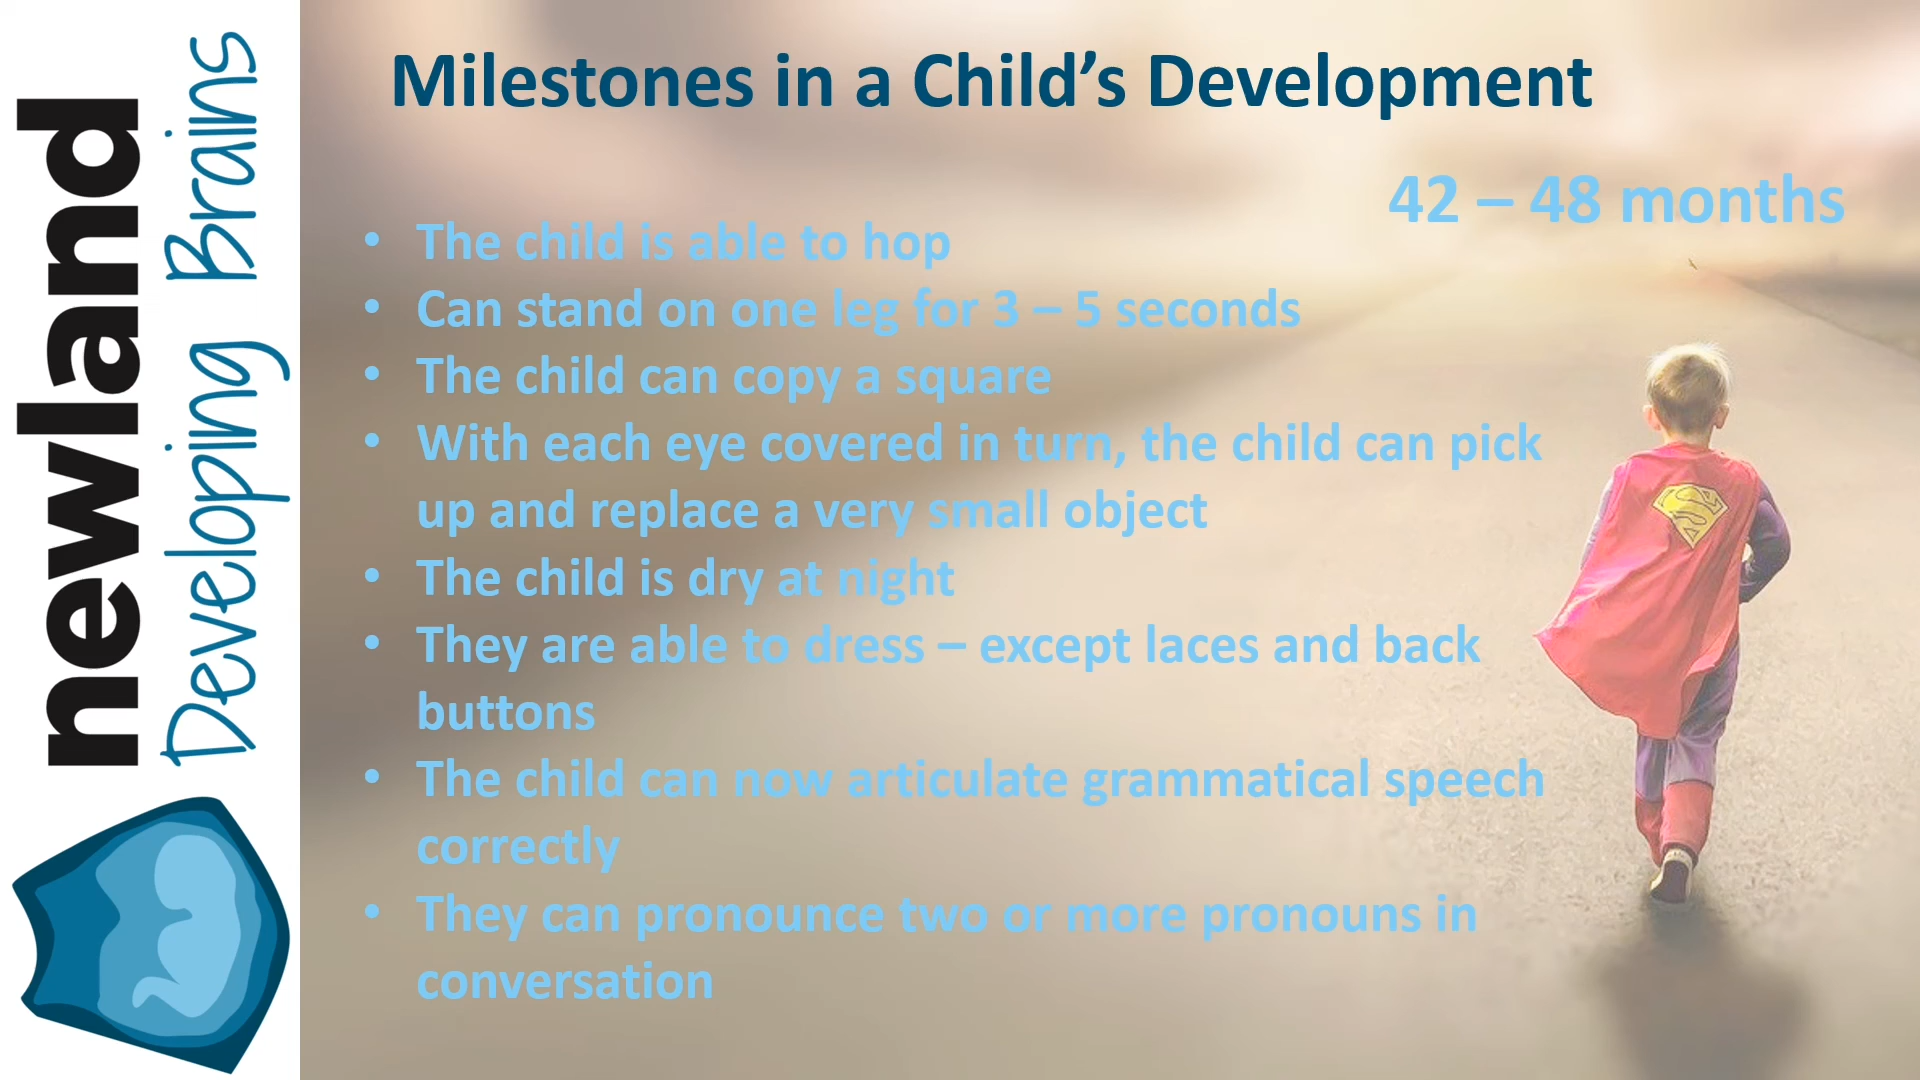 newland
Developing Brains
Milestones in a Child’s Development
42 – 48 months
• The child is able to hop
• Can stand on one leg for 3 – 5 seconds
• The child can copy a square
• With each eye covered in turn, the child can pick
up and replace a very small object
• The child is dry at night
• They are able to dress – except laces and back
buttons
• The child can now articulate grammatical speech
correctly
• They can pronounce two or more pronouns in
conversation
S